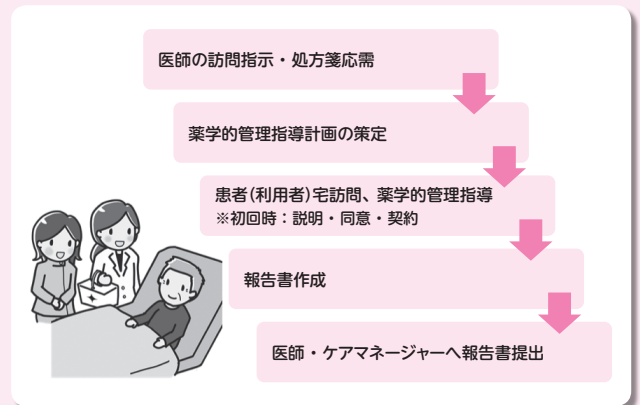 医師の訪問指示・処方箋応需
薬学的管理指導計画の策定
患者(利用者)宅訪問、薬学的管理指導
※初回時：説明・同意・契約
報告書作成
医師・ケアマネージャーへ報告書提出